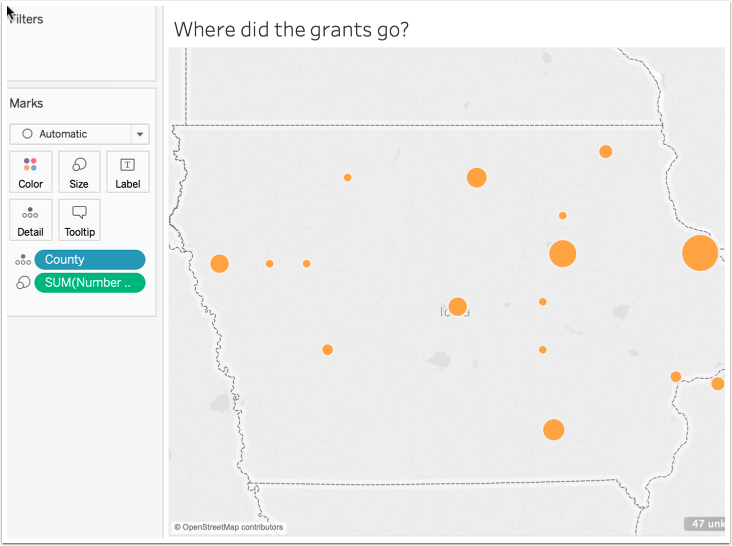 Filters
Where did the grants go?
Marks
Automatic
Color
Size
T
Label
Detail
Tooltip
County
SUM(Number ..
Iowa
© OpenStreetMap contributors
47 unk